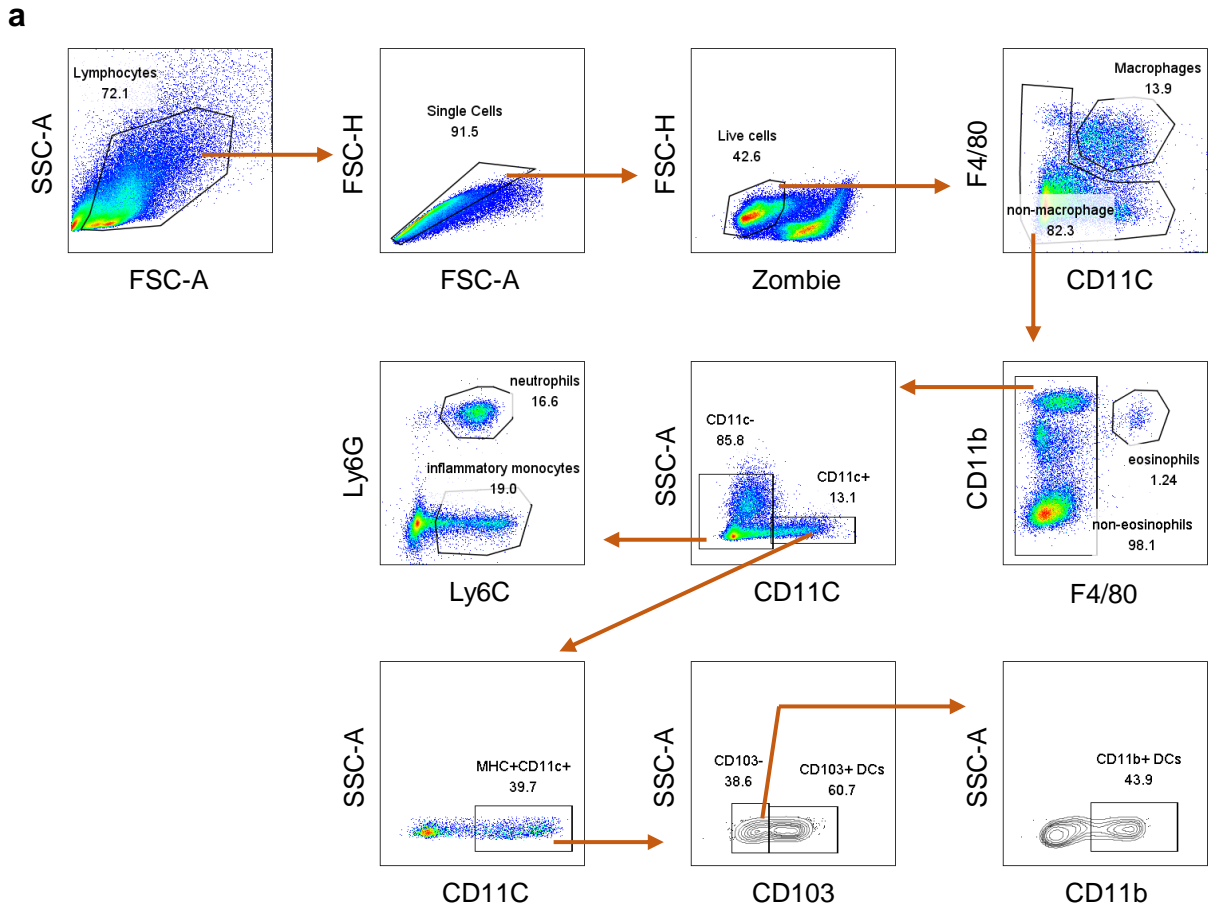 a
SSC-A
Lymphocytes
72.1
FSC-A
FSC-H
Single Cells
91.5
FSC-A
FSC-H
Live cells
42.6
Zombie
F4/80
Macrophages
13.9
non-macrophage
82.3
CD11C
Ly6G
neutrophils
16.6
inflammatory monocytes
19.0
Ly6C
SSC-A
CD11c-
85.8
CD11c+
13.1
CD11C
CD11b
eosinophils
1.24
non-eosinophils
98.1
F4/80
SSC-A
MHC+CD11c+
39.7
CD11C
SSC-A
CD103-
38.6
CD103+ DCs
60.7
CD103
SSC-A
CD11b+ DCs
43.9
CD11b